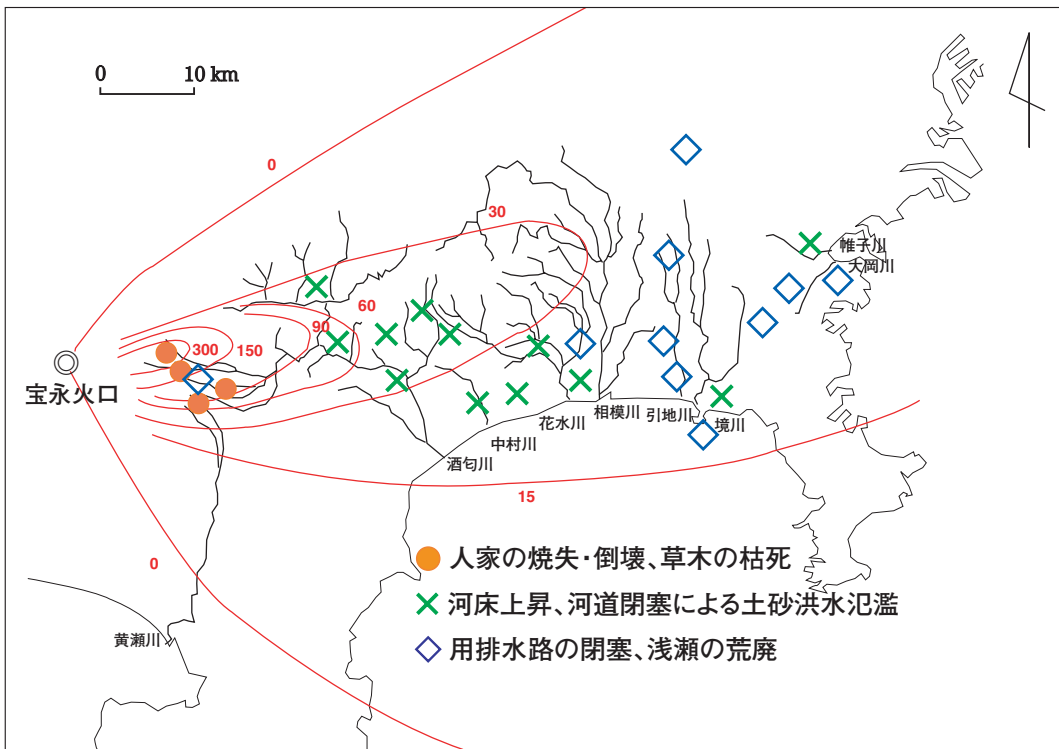 0
10 km
0
30
帷子川
大岡川
60
90
300
150
宝永火口
相模川
引地川
境川
花水川
中村川
酒匂川
15
0
人家の焼失・倒壊、草木の枯死
河床上昇、河道閉塞による土砂洪水氾濫
黄瀬川
用排水路の閉塞、浅瀬の荒廃